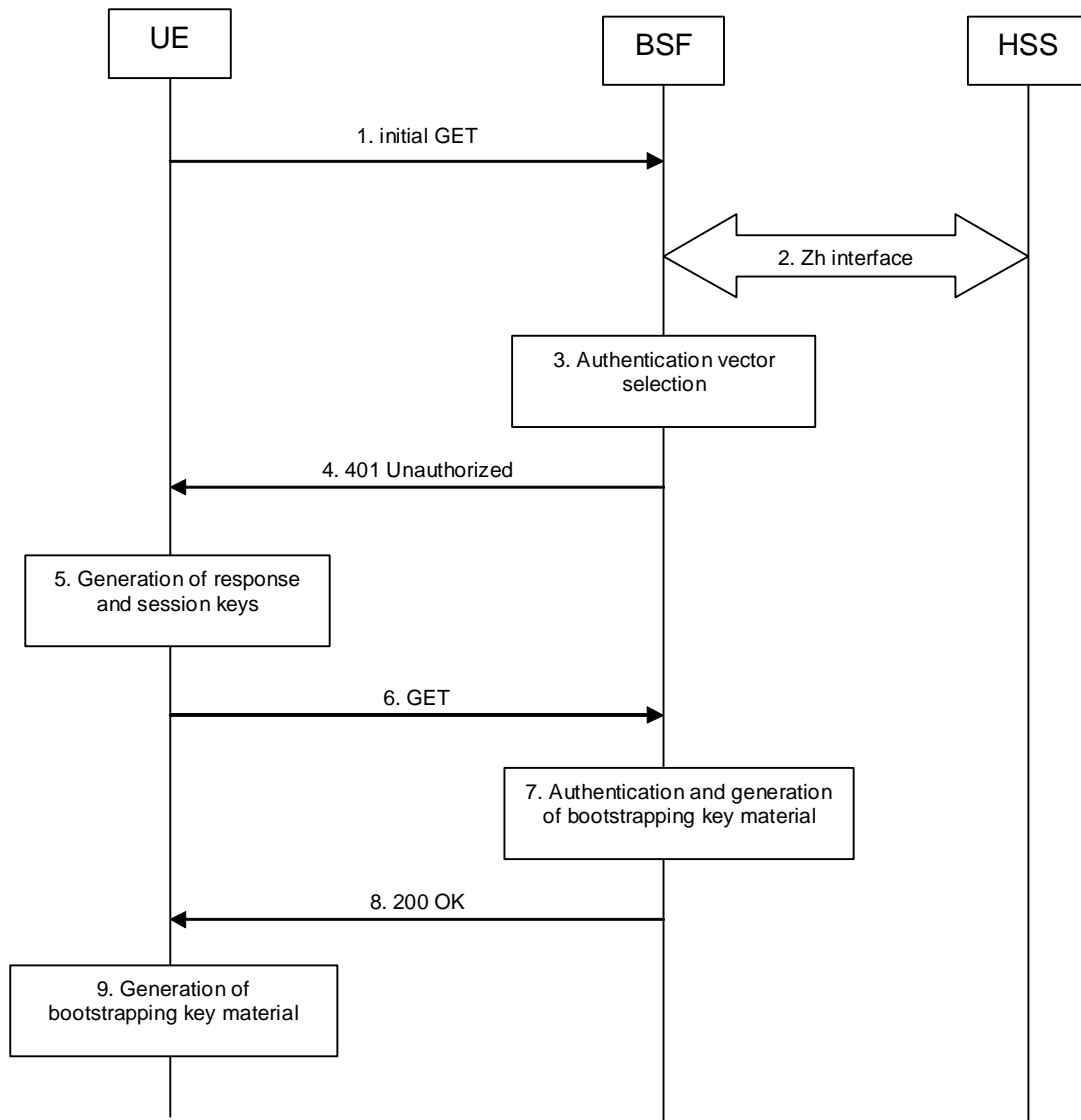 UE
BSF
HSS
1. initial GET
2. Zh interface
3. Authentication vector
selection
4. 401 Unauthorized
5. Generation of response
and session keys
6. GET
7. Authentication and generation
of bootstrapping key material
8. 200 OK
9. Generation of
bootstrapping key material